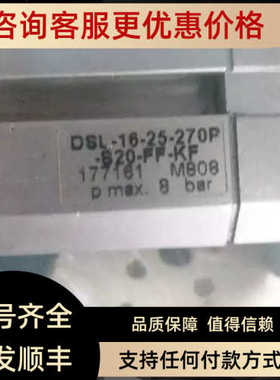 咨询客服更优惠价格
DSL-16-25-270P
-S20-FF-KF
177161 M808
p max. 8 bar
号齐全
发顺丰
品质保障 值得信赖
支持任何付款方式